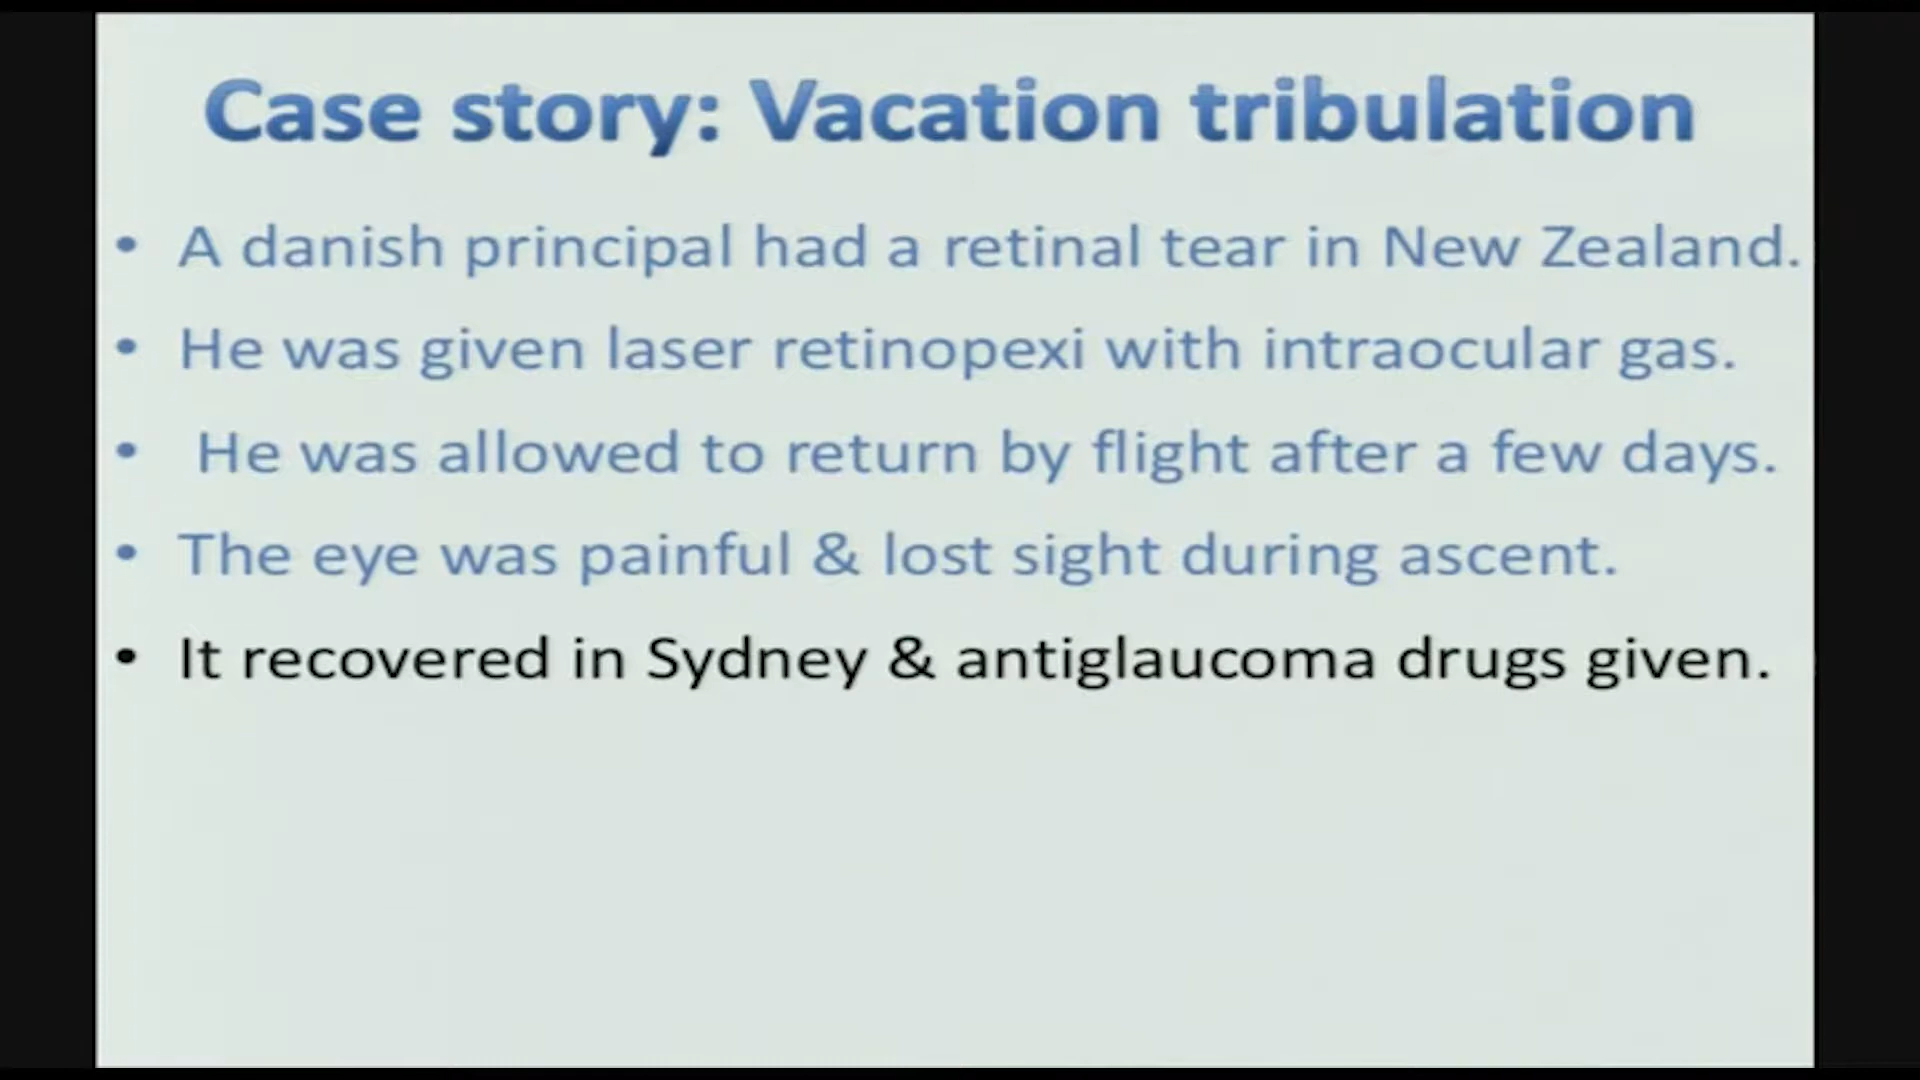 Case story: Vacation tribulation
• A danish principal had a retinal tear in New Zealand.
• He was given laser retinopexi with intraocular gas.
• He was allowed to return by flight after a few days.
• The eye was painful & lost sight during ascent.
• It recovered in Sydney & antiglaucoma drugs given.